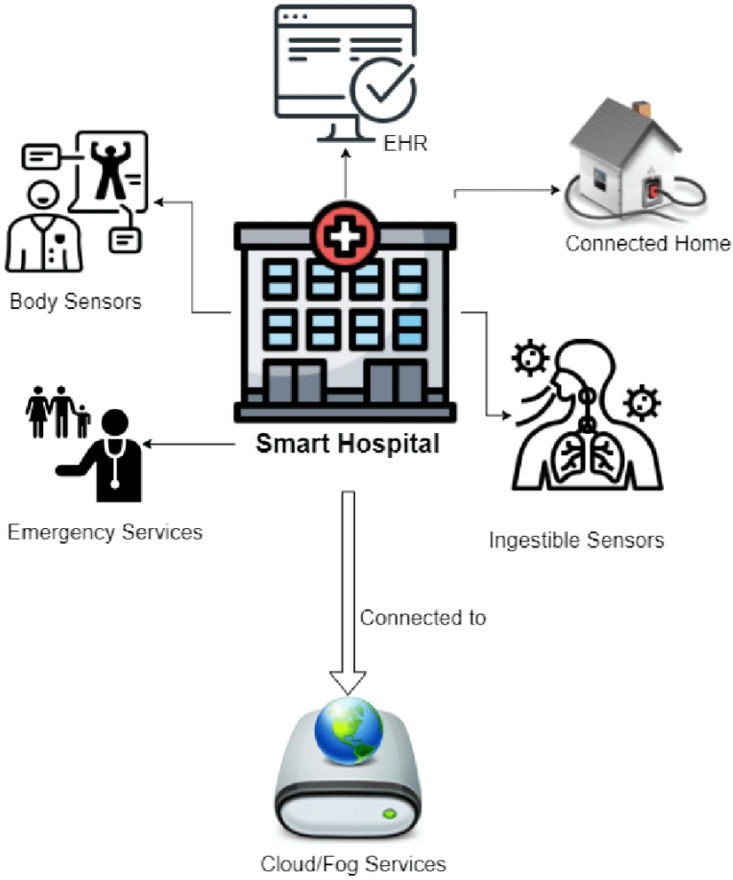 EHR
Connected Home
Body Sensors
Smart Hospital
Emergency Services
Ingestible Sensors
Connected to
Cloud/Fog Services